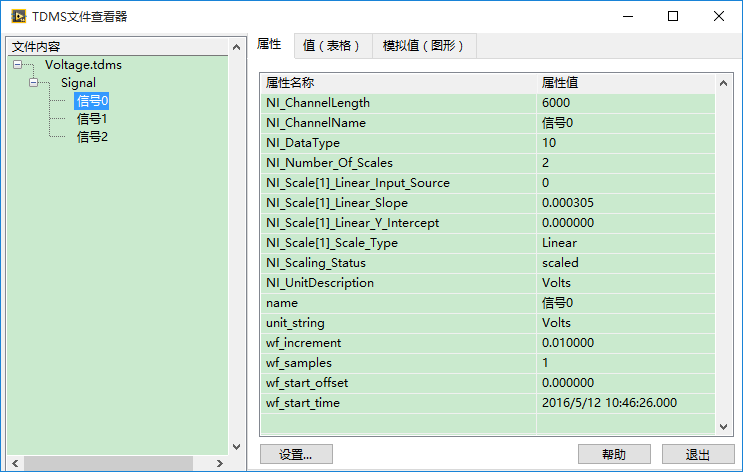 TDMS文件查看器
文件内容
Voltage.tdms
Signal
信号0
信号1
信号2
属性 值（表格） 模拟值（图形）
属性名称 属性值
NI_ChannelLength 6000
NI_ChannelName 信号0
NI_DataType 10
NI_Number_Of_Scales 2
NI_Scale[1]_Linear_Input_Source 0
NI_Scale[1]_Linear_Slope 0.000305
NI_Scale[1]_Linear_Y_Intercept 0.000000
NI_Scale[1]_Scale_Type Linear
NI_Scaling_Status scaled
NI_UnitDescription Volts
name 信号0
unit_string Volts
wf_increment 0.010000
wf_samples 1
wf_start_offset 0.000000
wf_start_time 2016/5/12 10:46:26.000
设置... 帮助 退出